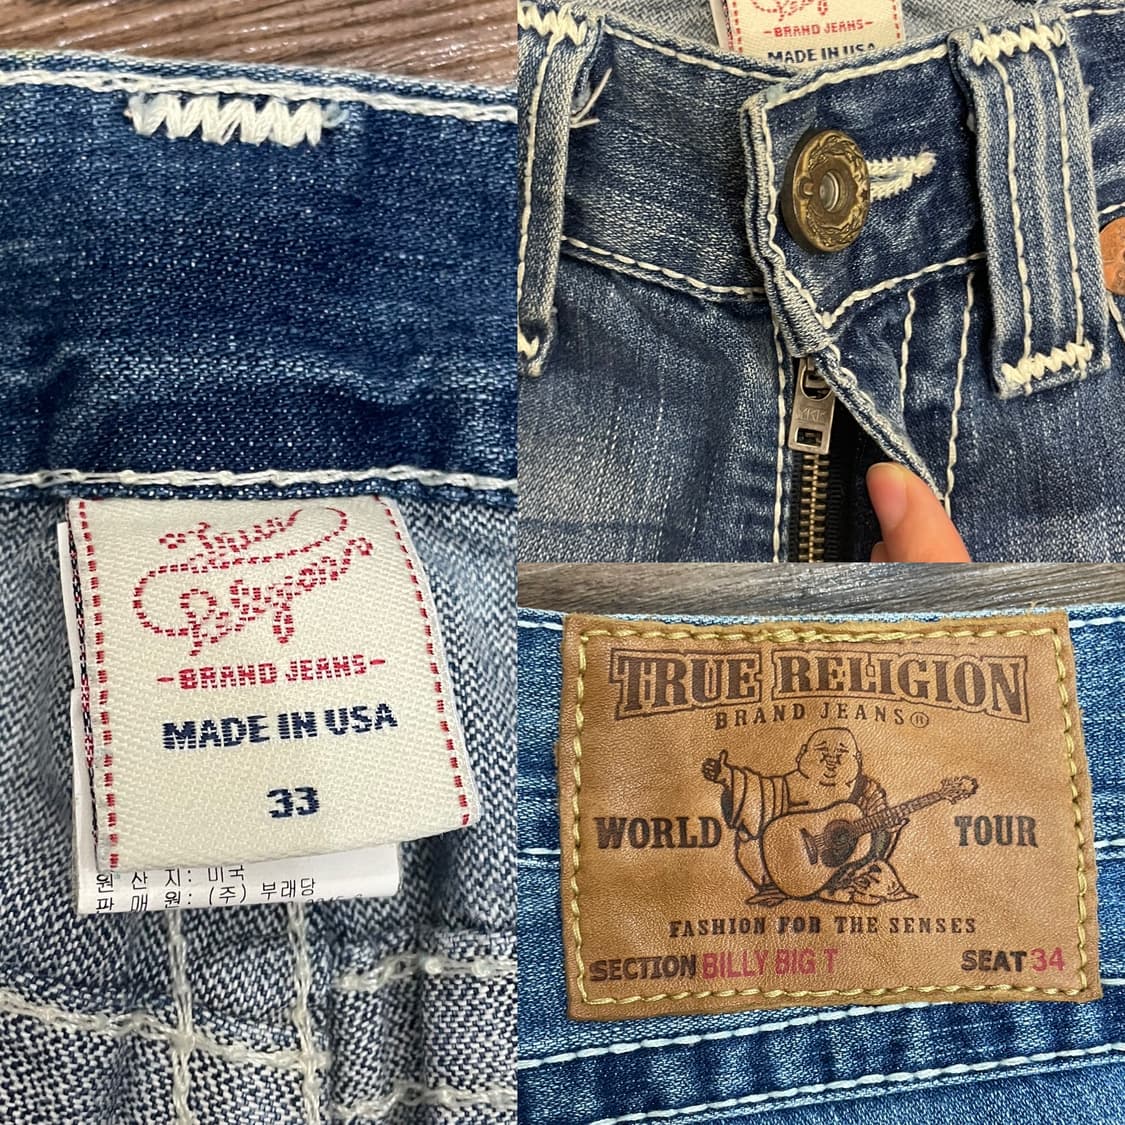 True
Religion
-BRAND JEANS-
MADE IN USA
33
원 산 지: 미국
판 매 원: (주) 부래당
-BRAND JEANS-
MADE IN USA
YKK
TRUE RELIGION
BRAND JEANS®
WORLD TOUR
FASHION FOR THE SENSES
SECTION BILLY BIG T SEAT 34